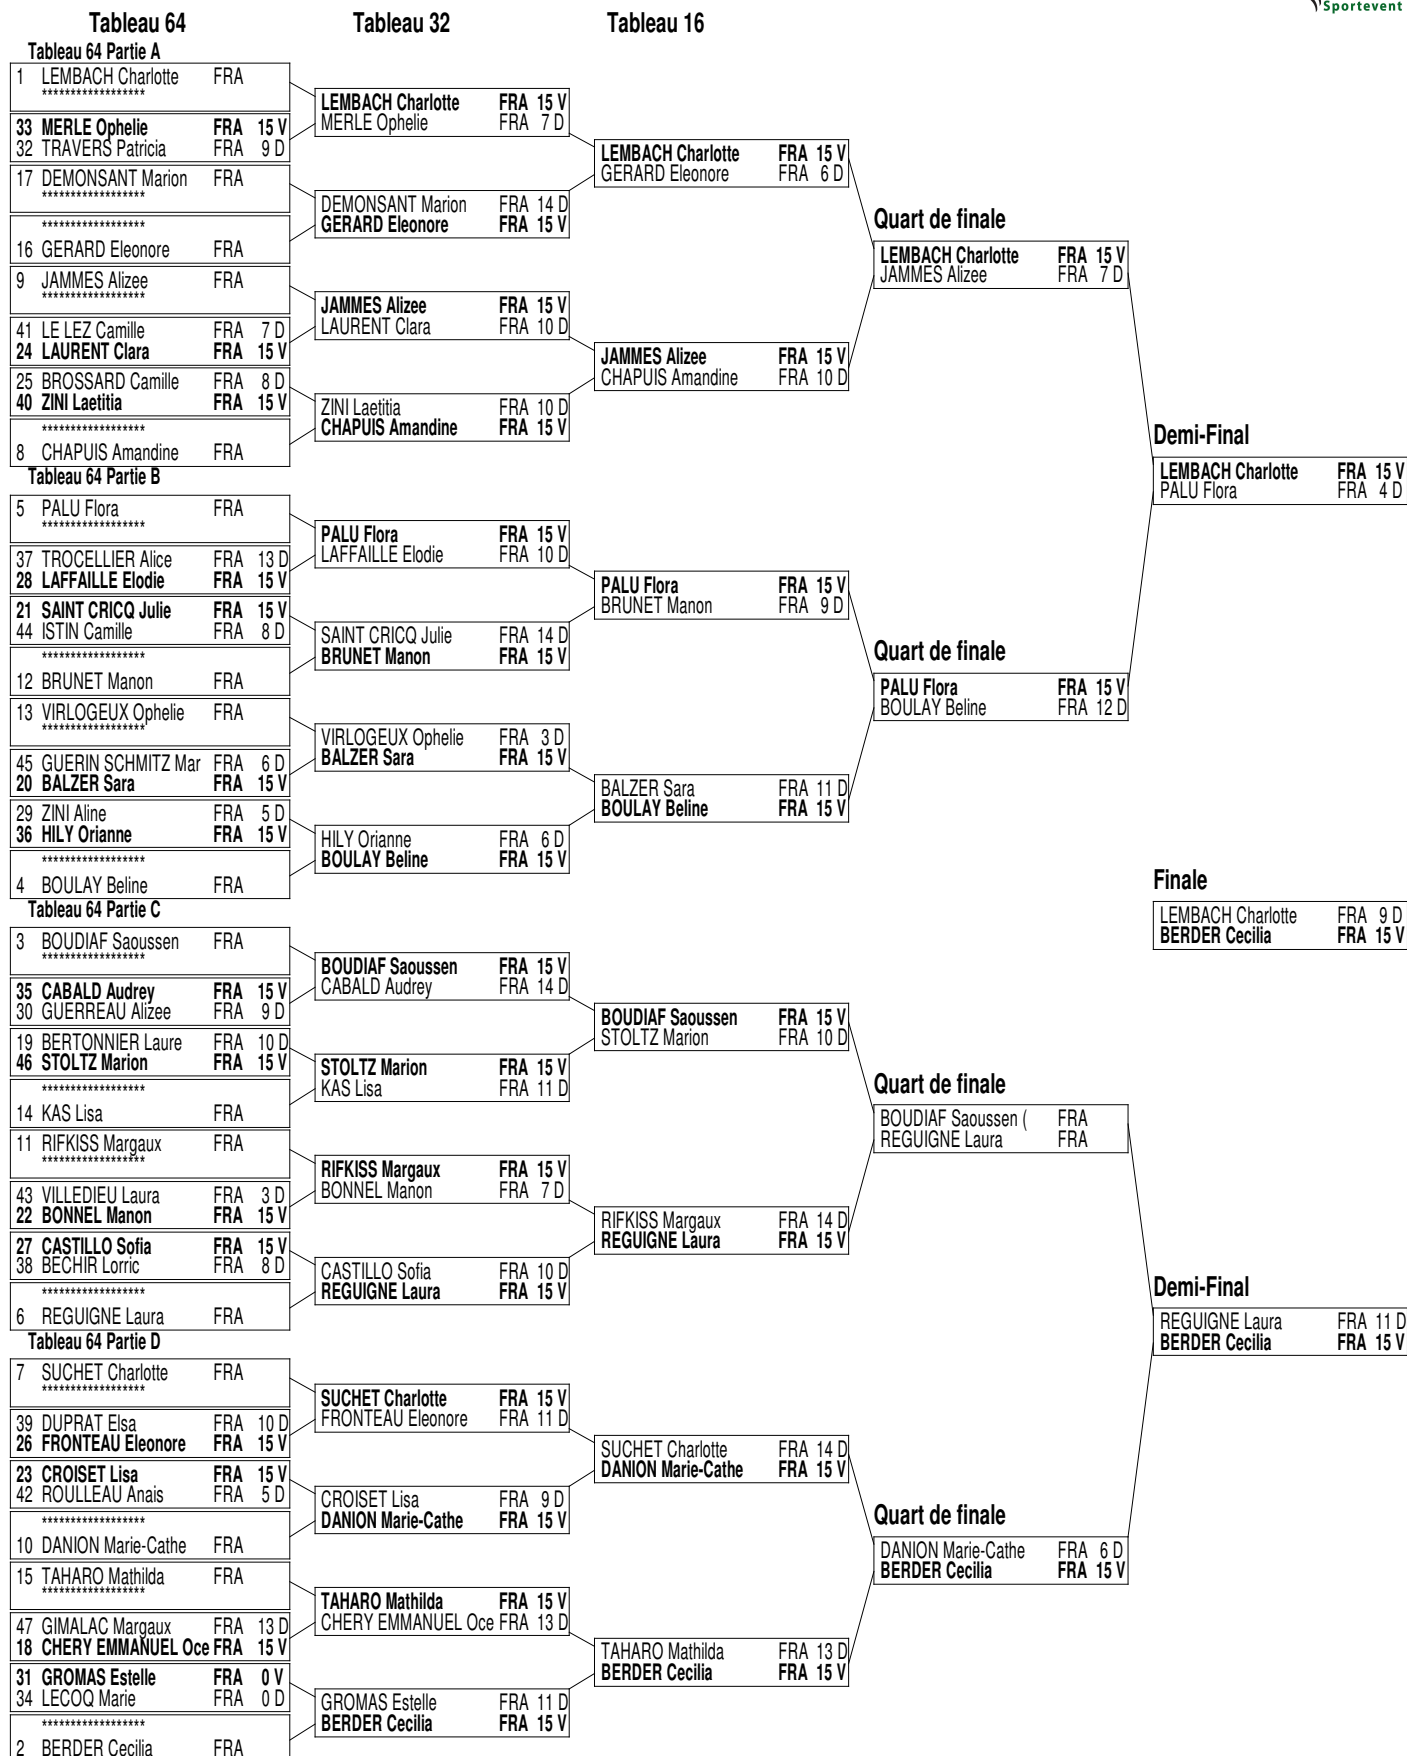 Sportevent
Tableau 64
Tableau 32
Tableau 16
Tableau 64 Partie A
1 LEMBACH Charlotte FRA
******************
33 MERLE Ophelie FRA 15 V
32 TRAVERS Patricia FRA 9 D
17 DEMONSANT Marion FRA
******************
******************
16 GERARD Eleonore FRA
9 JAMMES Alizee FRA
******************
41 LE LEZ Camille FRA 7 D
24 LAURENT Clara FRA 15 V
25 BROSSARD Camille FRA 8 D
40 ZINI Laetitia FRA 15 V
******************
8 CHAPUIS Amandine FRA
Tableau 64 Partie B
5 PALU Flora FRA
******************
37 TROCELLIER Alice FRA 13 D
28 LAFFAILLE Elodie FRA 15 V
21 SAINT CRICQ Julie FRA 15 V
44 ISTIN Camille FRA 8 D
******************
12 BRUNET Manon FRA
13 VIRLOGEUX Ophelie FRA
******************
45 GUERIN SCHMITZ Mar FRA 6 D
20 BALZER Sara FRA 15 V
29 ZINI Aline FRA 5 D
36 HILY Orianne FRA 15 V
******************
4 BOULAY Beline FRA
Tableau 64 Partie C
3 BOUDIAF Saoussen FRA
******************
35 CABALD Audrey FRA 15 V
30 GUERREAU Alizee FRA 9 D
19 BERTONNIER Laure FRA 10 D
46 STOLTZ Marion FRA 15 V
******************
14 KAS Lisa FRA
11 RIFKISS Margaux FRA
******************
43 VILLEDIEU Laura FRA 3 D
22 BONNEL Manon FRA 15 V
27 CASTILLO Sofia FRA 15 V
38 BECHIR Lorric FRA 8 D
******************
6 REGUIGNE Laura FRA
Tableau 64 Partie D
7 SUCHET Charlotte FRA
******************
39 DUPRAT Elsa FRA 10 D
26 FRONTEAU Eleonore FRA 15 V
23 CROISET Lisa FRA 15 V
42 ROULLEAU Anais FRA 5 D
******************
10 DANION Marie-Cathe FRA
15 TAHARO Mathilda FRA
******************
47 GIMALAC Margaux FRA 13 D
18 CHERY EMMANUEL Oce FRA 15 V
31 GROMAS Estelle FRA 0 V
34 LECOQ Marie FRA 0 D
******************
2 BERDER Cecilia FRA
LEMBACH Charlotte FRA 15 V
MERLE Ophelie FRA 7 D
DEMONSANT Marion FRA 14 D
GERARD Eleonore FRA 15 V
JAMMES Alizee FRA 15 V
LAURENT Clara FRA 10 D
ZINI Laetitia FRA 10 D
CHAPUIS Amandine FRA 15 V
PALU Flora FRA 15 V
LAFFAILLE Elodie FRA 10 D
SAINT CRICQ Julie FRA 14 D
BRUNET Manon FRA 15 V
VIRLOGEUX Ophelie FRA 3 D
BALZER Sara FRA 15 V
HILY Orianne FRA 6 D
BOULAY Beline FRA 15 V
BOUDIAF Saoussen FRA 15 V
CABALD Audrey FRA 14 D
STOLTZ Marion FRA 15 V
KAS Lisa FRA 11 D
RIFKISS Margaux FRA 15 V
BONNEL Manon FRA 7 D
CASTILLO Sofia FRA 10 D
REGUIGNE Laura FRA 15 V
SUCHET Charlotte FRA 15 V
FRONTEAU Eleonore FRA 11 D
CROISET Lisa FRA 9 D
DANION Marie-Cathe FRA 15 V
TAHARO Mathilda FRA 15 V
CHERY EMMANUEL Oce FRA 13 D
GROMAS Estelle FRA 11 D
BERDER Cecilia FRA 15 V
LEMBACH Charlotte FRA 15 V
GERARD Eleonore FRA 6 D
JAMMES Alizee FRA 15 V
CHAPUIS Amandine FRA 10 D
PALU Flora FRA 15 V
BRUNET Manon FRA 9 D
BALZER Sara FRA 11 D
BOULAY Beline FRA 15 V
BOUDIAF Saoussen FRA 15 V
STOLTZ Marion FRA 10 D
RIFKISS Margaux FRA 14 D
REGUIGNE Laura FRA 15 V
SUCHET Charlotte FRA 14 D
DANION Marie-Cathe FRA 15 V
TAHARO Mathilda FRA 13 D
BERDER Cecilia FRA 15 V
Quart de finale
LEMBACH Charlotte FRA 15 V
JAMMES Alizee FRA 7 D
Quart de finale
PALU Flora FRA 15 V
BOULAY Beline FRA 12 D
Quart de finale
BOUDIAF Saoussen ( FRA
REGUIGNE Laura FRA
Quart de finale
DANION Marie-Cathe FRA 6 D
BERDER Cecilia FRA 15 V
Demi-Final
LEMBACH Charlotte FRA 15 V
PALU Flora FRA 4 D
Finale
LEMBACH Charlotte FRA 9 D
BERDER Cecilia FRA 15 V
Demi-Final
REGUIGNE Laura FRA 11 D
BERDER Cecilia FRA 15 V